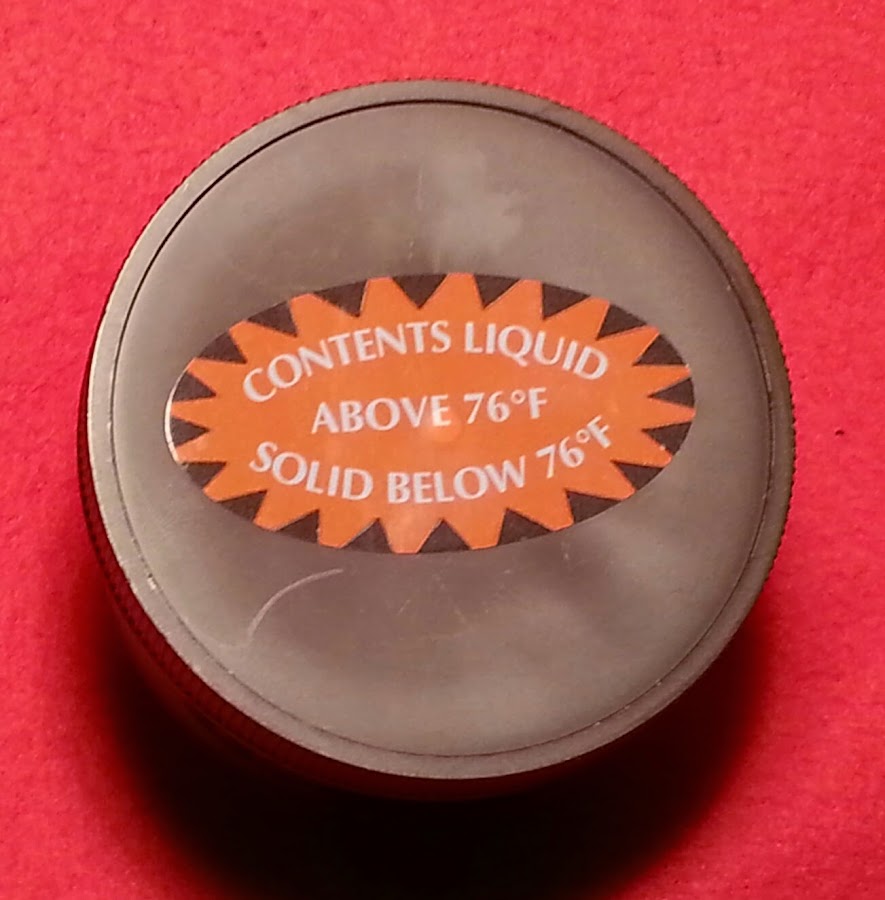 CONTENTS LIQUID
ABOVE 76°F
SOLID BELOW 76°F